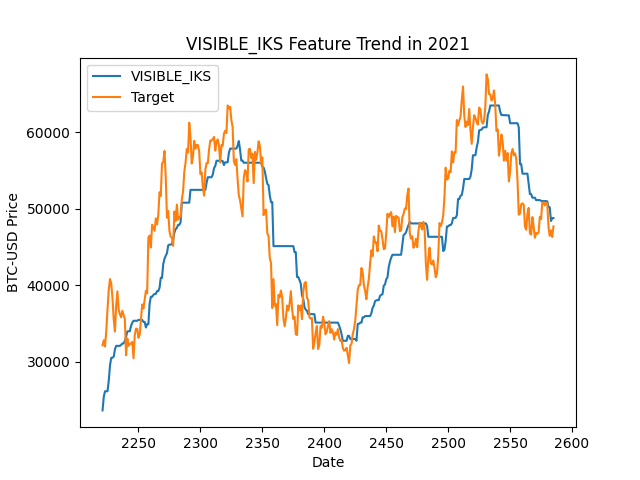 VISIBLE_IKS Feature Trend in 2021
VISIBLE_IKS
Target
60000
50000
40000
30000
BTC-USD Price
2250 2300 2350 2400 2450 2500 2550 2600
Date